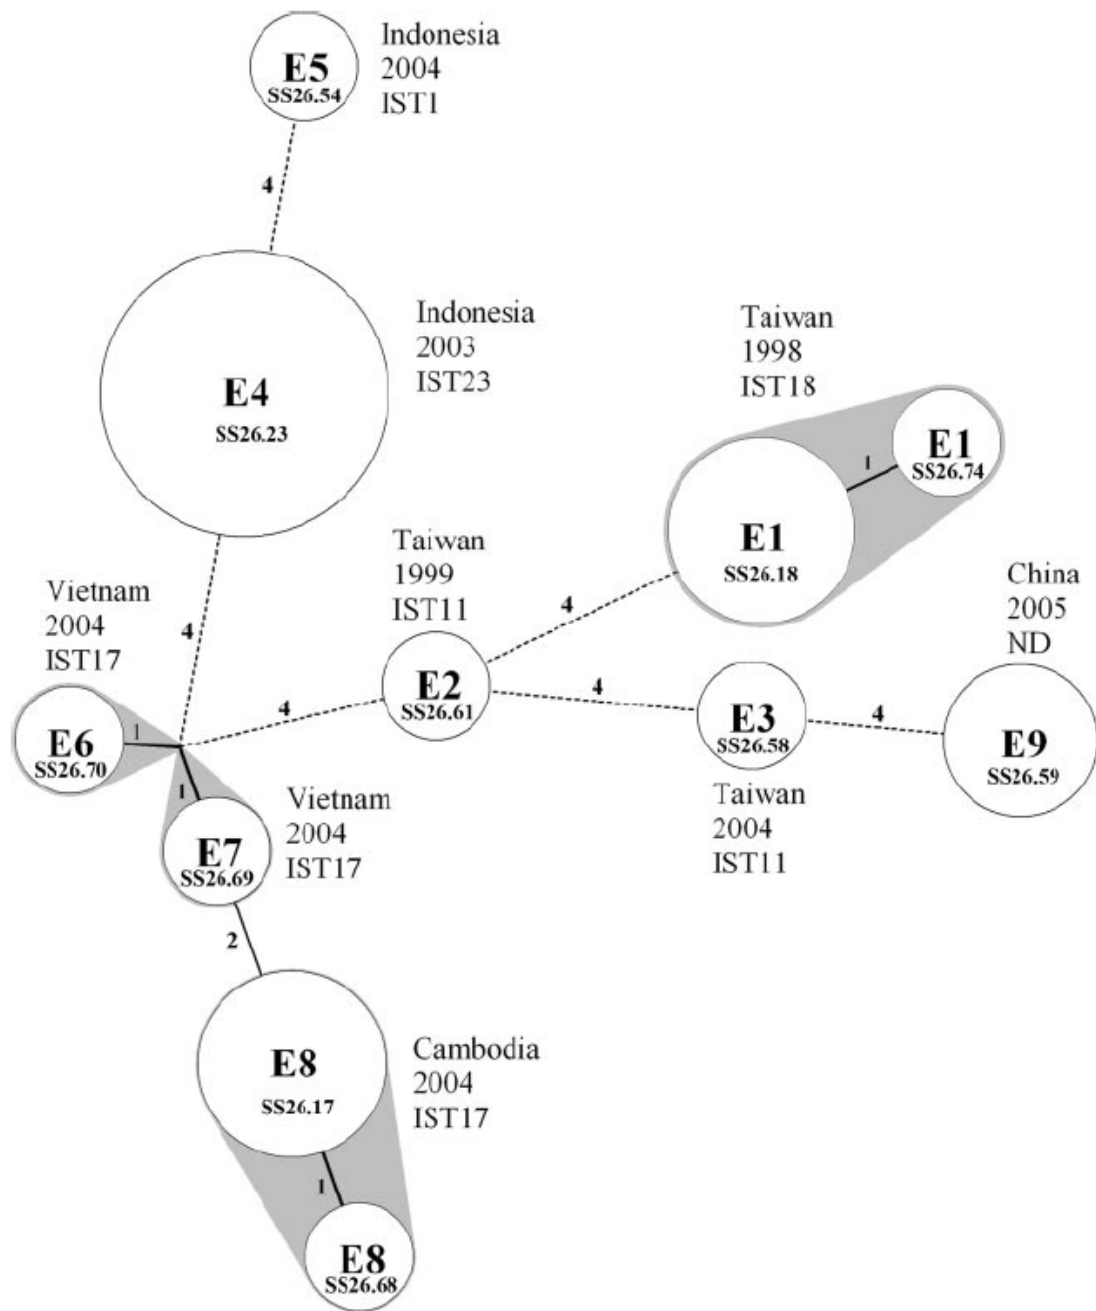 E5
SS26.54
Indonesia
2004
IST1
4
E4
SS26.23
Indonesia
2003
IST23
Taiwan
1998
IST18
E1
SS26.74
1
E1
SS26.18
Taiwan
1999
IST11
4
China
2005
ND
Vietnam
2004
IST17
4
E2
SS26.61
4
4
E3
SS26.58
4
E9
SS26.59
E6
SS26.70
1
1
Taiwan
2004
IST11
Vietnam
2004
IST17
E7
SS26.69
2
E8
SS26.17
Cambodia
2004
IST17
1
E8
SS26.68